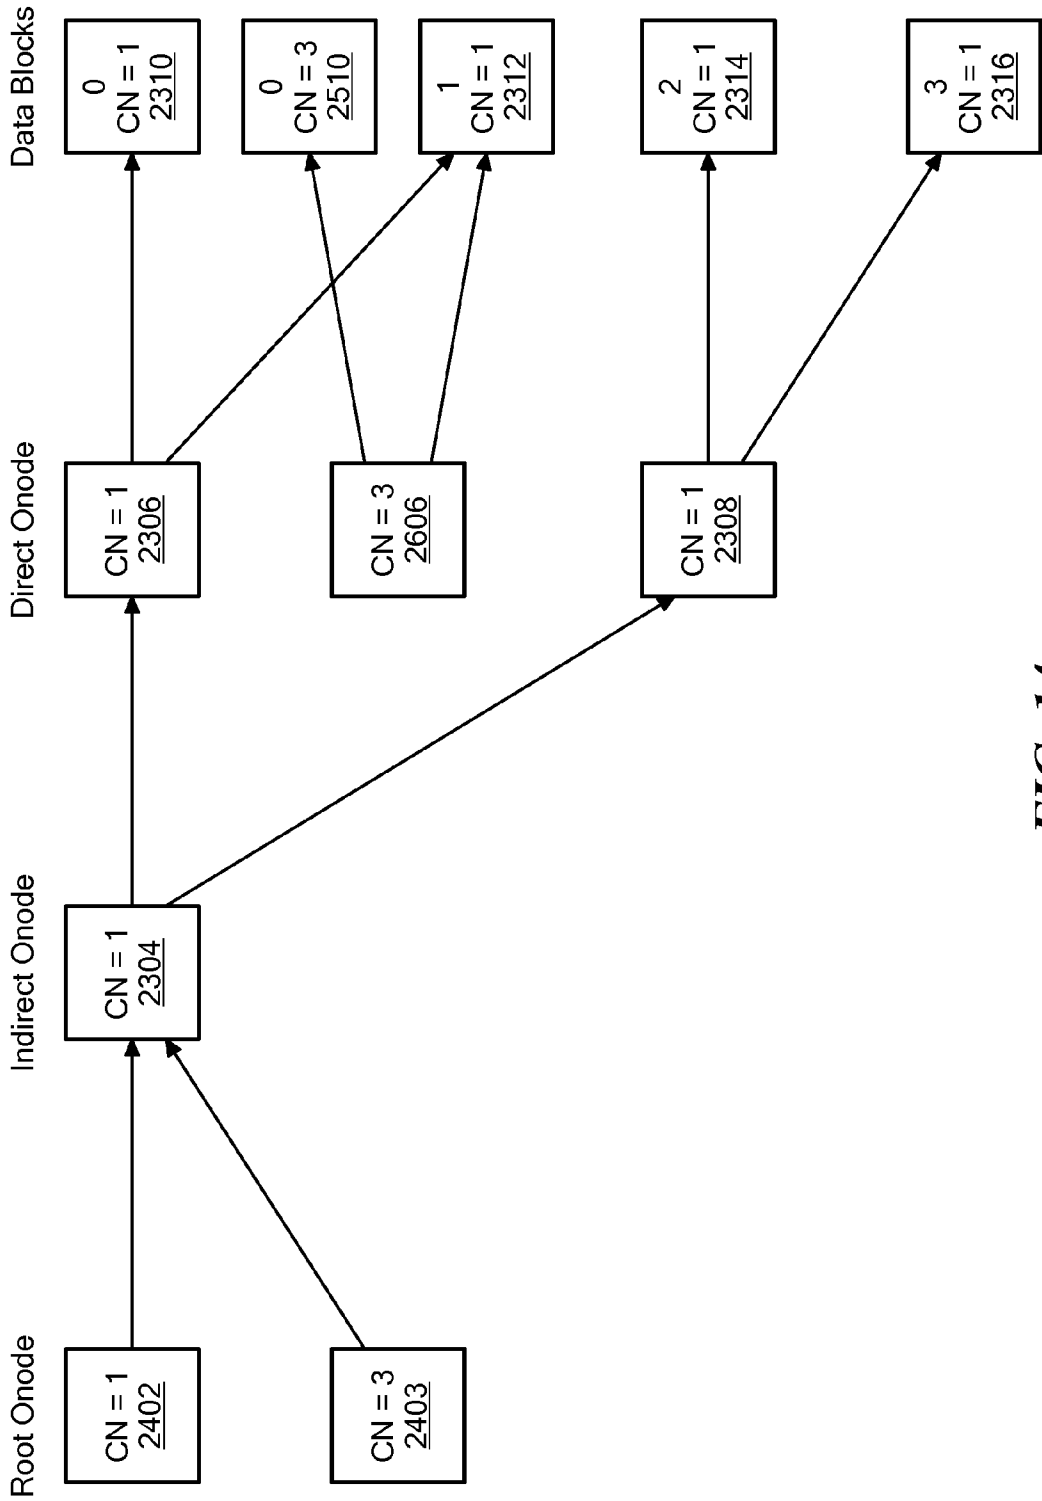 Root Onode
Indirect Onode
Direct Onode
Data Blocks
CN = 1
2402
CN = 1
2304
CN = 1
2306
0
CN = 1
2310
0
CN = 3
2510
CN = 3
2403
CN = 3
2606
1
CN = 1
2312
CN = 1
2308
2
CN = 1
2314
3
CN = 1
2316
FIG.